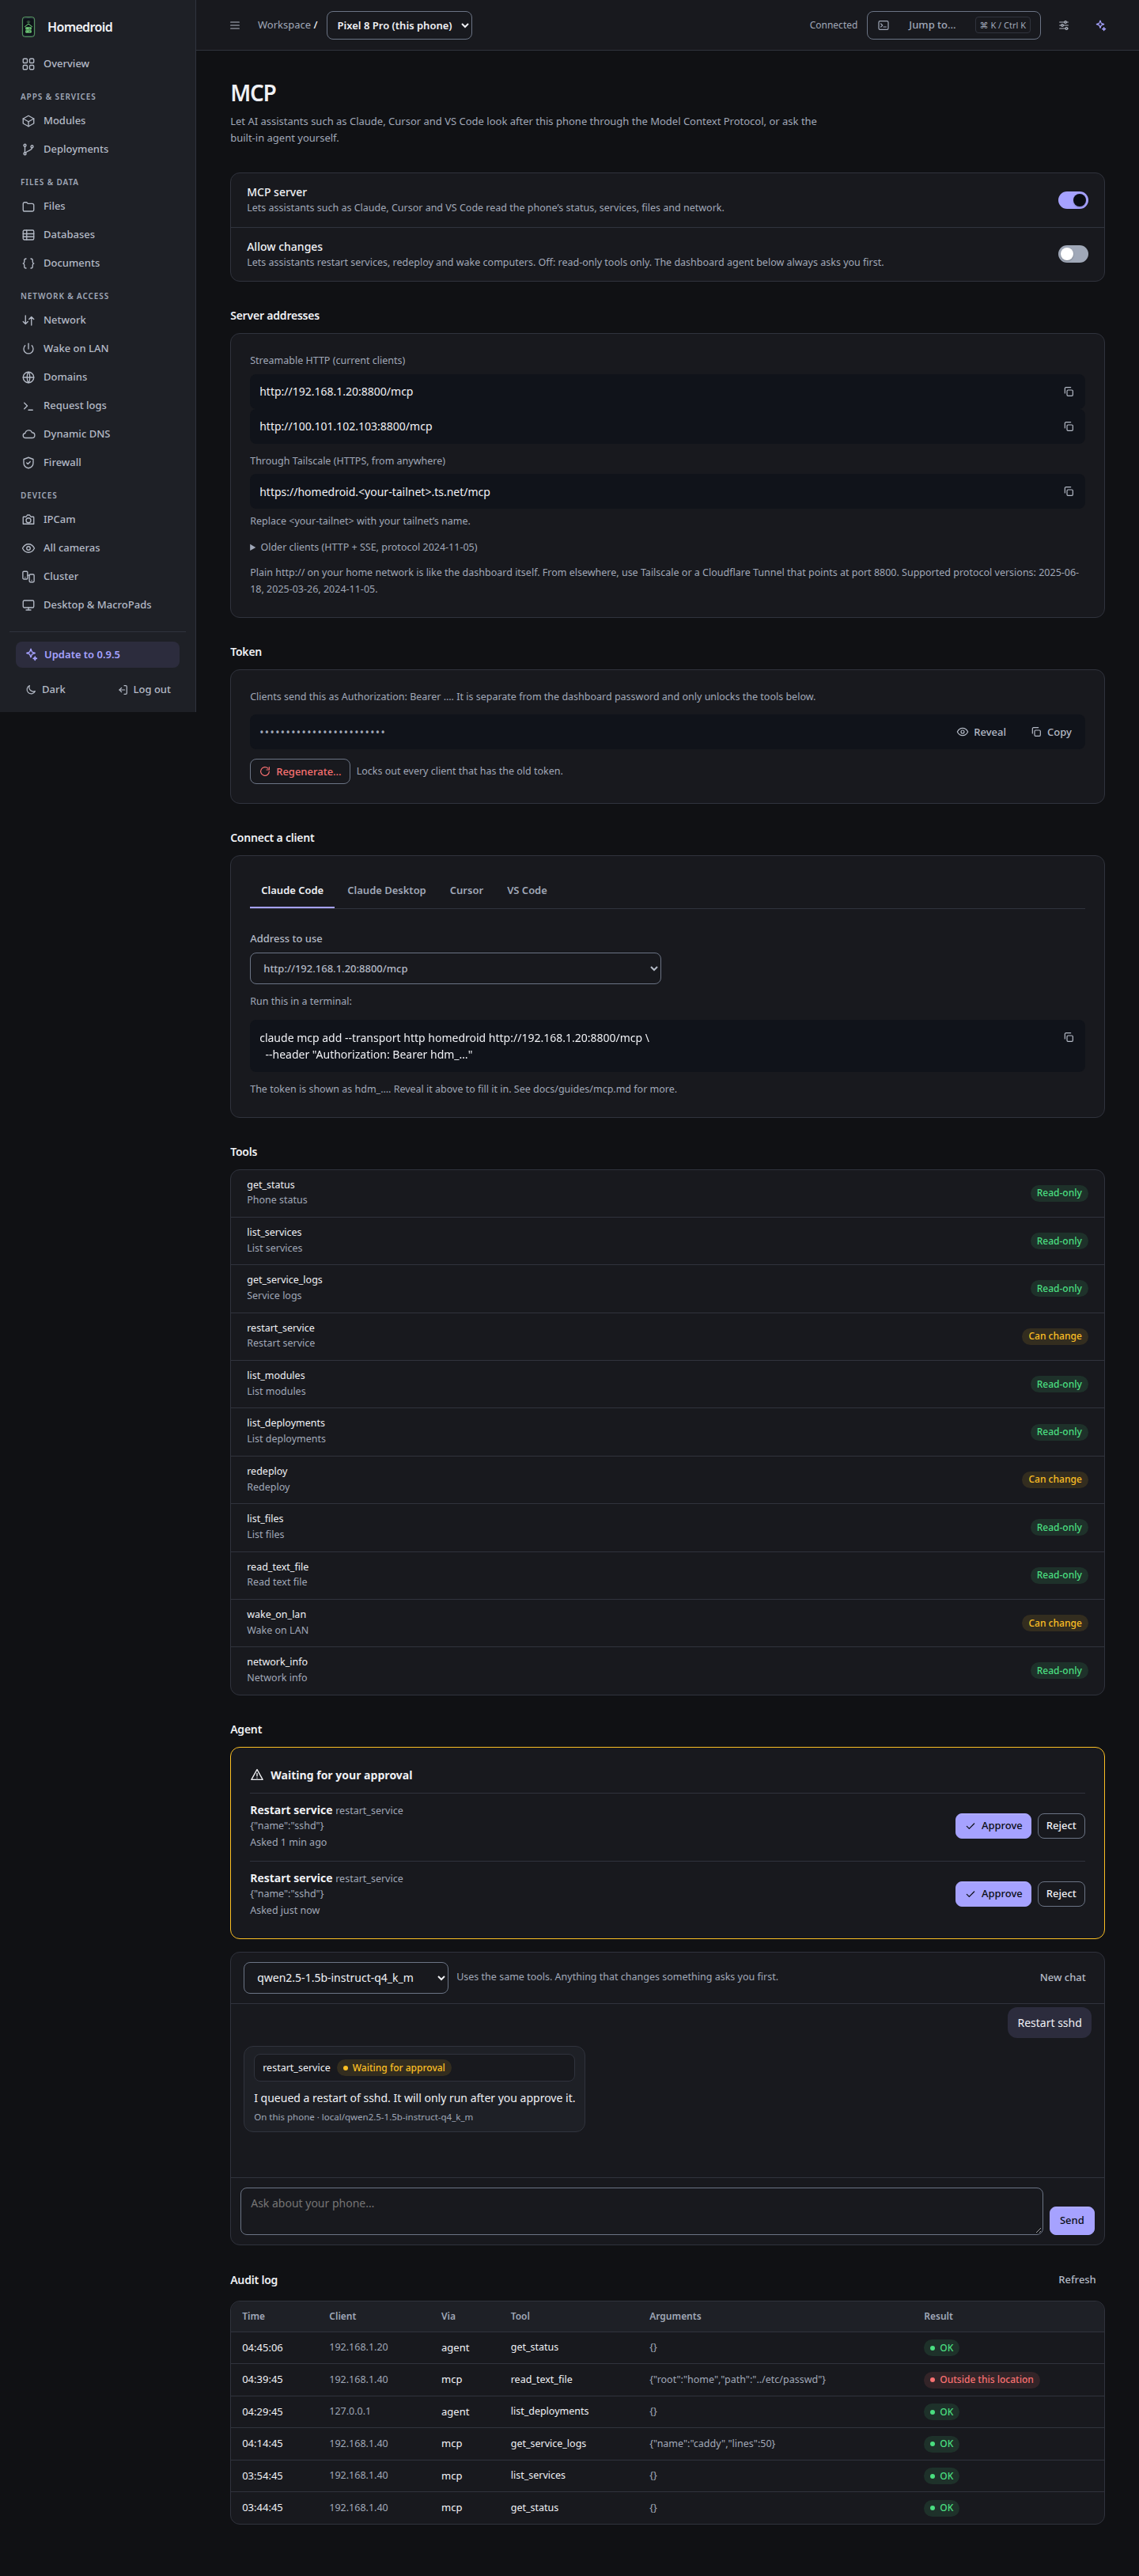 Homedroid
Overview
APPS & SERVICES
Modules
Deployments
FILES & DATA
Files
Databases
Documents
NETWORK & ACCESS
Network
Wake on LAN
Domains
Request logs
Dynamic DNS
Firewall
DEVICES
IPCam
All cameras
Cluster
Desktop & MacroPads
Update to 0.9.5
Dark
Log out
Workspace /
Pixel 8 Pro (this phone)
Connected
Jump to...
⌘ K / Ctrl K
MCP
Let AI assistants such as Claude, Cursor and VS Code look after this phone through the Model Context Protocol, or ask the
built-in agent yourself.
MCP server
Lets assistants such as Claude, Cursor and VS Code read the phone's status, services, files and network.
Allow changes
Lets assistants restart services, redeploy and wake computers. Off: read-only tools only. The dashboard agent below always asks you first.
Server addresses
Streamable HTTP (current clients)
http://192.168.1.20:8800/mcp
http://100.101.102.103:8800/mcp
Through Tailscale (HTTPS, from anywhere)
https://homedroid.<your-tailnet>.ts.net/mcp
Replace <your-tailnet> with your tailnet's name.
Older clients (HTTP + SSE, protocol 2024-11-05)
Plain http:// on your home network is like the dashboard itself. From elsewhere, use Tailscale or a Cloudflare Tunnel that points at port 8800. Supported protocol versions: 2025-06-
18, 2025-03-26, 2024-11-05.
Token
Clients send this as Authorization: Bearer .... It is separate from the dashboard password and only unlocks the tools below.
••••••••••••••••••••••••
Reveal
Copy
Regenerate...
Locks out every client that has the old token.
Connect a client
Claude Code
Claude Desktop
Cursor
VS Code
Address to use
http://192.168.1.20:8800/mcp
Run this in a terminal:
claude mcp add --transport http homedroid http://192.168.1.20:8800/mcp \
--header "Authorization: Bearer hdm_..."
The token is shown as hdm_.... Reveal it above to fill it in. See docs/guides/mcp.md for more.
Tools
get_status
Phone status
Read-only
list_services
List services
Read-only
get_service_logs
Service logs
Read-only
restart_service
Restart service
Can change
list_modules
List modules
Read-only
list_deployments
List deployments
Read-only
redeploy
Redeploy
Can change
list_files
List files
Read-only
read_text_file
Read text file
Read-only
wake_on_lan
Wake on LAN
Can change
network_info
Network info
Read-only
Agent
Waiting for your approval
Restart service restart_service
{"name":"sshd"}
Asked 1 min ago
Approve
Reject
Restart service restart_service
{"name":"sshd"}
Asked just now
Approve
Reject
qwen2.5-1.5b-instruct-q4_k_m
Uses the same tools. Anything that changes something asks you first.
New chat
Restart sshd
restart_service
Waiting for approval
I queued a restart of sshd. It will only run after you approve it.
On this phone · local/qwen2.5-1.5b-instruct-q4_k_m
Ask about your phone...
Send
Audit log
Refresh
Time Client Via Tool Arguments Result
04:45:06 192.168.1.20 agent get_status {} OK
04:39:45 192.168.1.40 mcp read_text_file {"root":"home","path":"../etc/passwd"} Outside this location
04:29:45 127.0.0.1 agent list_deployments {} OK
04:14:45 192.168.1.40 mcp get_service_logs {"name":"caddy","lines":50} OK
03:54:45 192.168.1.40 mcp list_services {} OK
03:44:45 192.168.1.40 mcp get_status {} OK